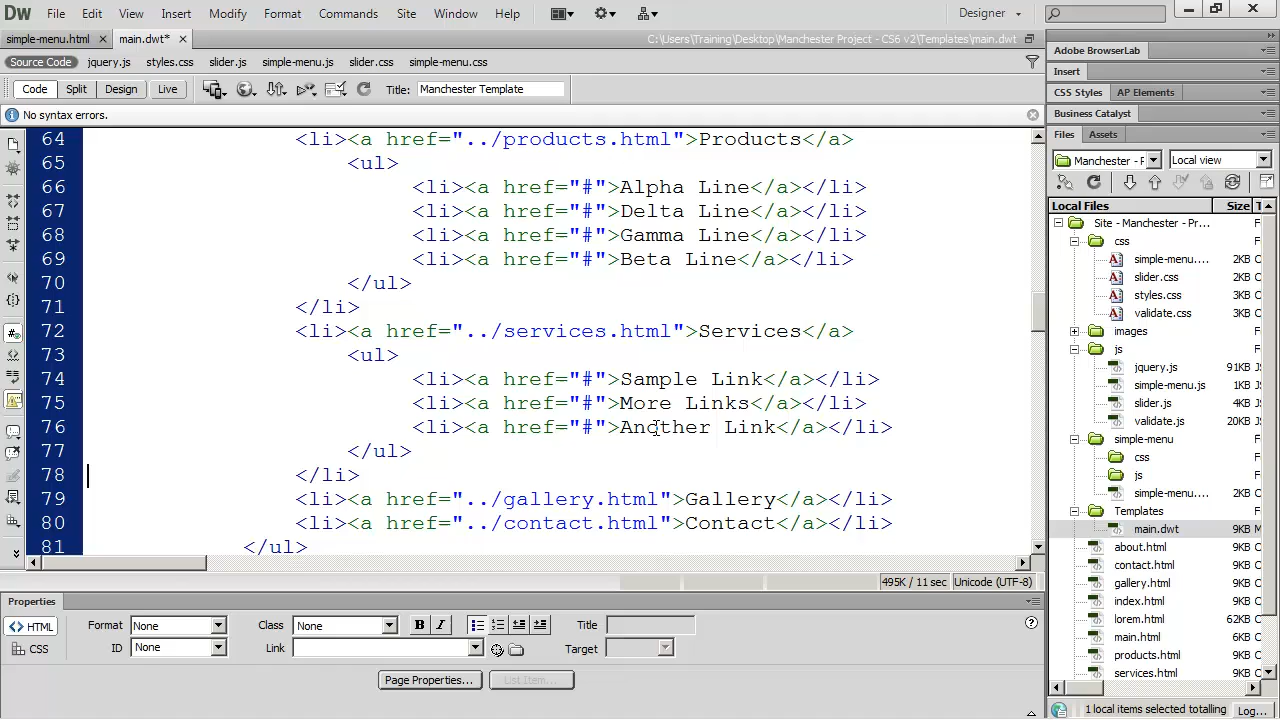 Dw File Edit View Insert Modify Format Commands Site Window Help Designer
simple-menu.html main.dwt* C:\Users\Training\Desktop\Manchester Project - CS6 v2\Templates\main.dwt
Source Code jquery.js styles.css slider.js simple-menu.js slider.css simple-menu.css
Code Split Design Live Title: Manchester Template
No syntax errors.
64 <li><a href="../products.html">Products</a>
65 <ul>
66 <li><a href="#">Alpha Line</a></li>
67 <li><a href="#">Delta Line</a></li>
68 <li><a href="#">Gamma Line</a></li>
69 <li><a href="#">Beta Line</a></li>
70 </ul>
71 </li>
72 <li><a href="../services.html">Services</a>
73 <ul>
74 <li><a href="#">Sample Link</a></li>
75 <li><a href="#">More Links</a></li>
76 <li><a href="#">Another Link</a></li>
77 </ul>
78 </li>
79 <li><a href="../gallery.html">Gallery</a></li>
80 <li><a href="../contact.html">Contact</a></li>
81 </ul>
495K / 11 sec Unicode (UTF-8)
Properties
HTML Format None Class None B I Title
CSS ID None Link Target
Page Properties... List Item...
Adobe BrowserLab
Insert
CSS Styles AP Elements
Business Catalyst
Files Assets
Manchester - F Local view
Local Files Size T
Site - Manchester - Pr... F
css F
simple-menu.... 2KB C
slider.css 2KB C
styles.css 3KB C
validate.css 3KB C
images F
js F
jquery.js 91KB JS
simple-menu.js 1KB JS
slider.js 4KB JS
validate.js 20KB JS
simple-menu F
css F
js F
simple-menu.... 2KB C
Templates F
main.dwt 9KB M
about.html 9KB C
contact.html 9KB C
gallery.html 9KB C
index.html 9KB C
lorem.html 62KB C
main.html 6KB C
products.html 9KB C
services.html 9KB C
1 local items selected totalling Log...